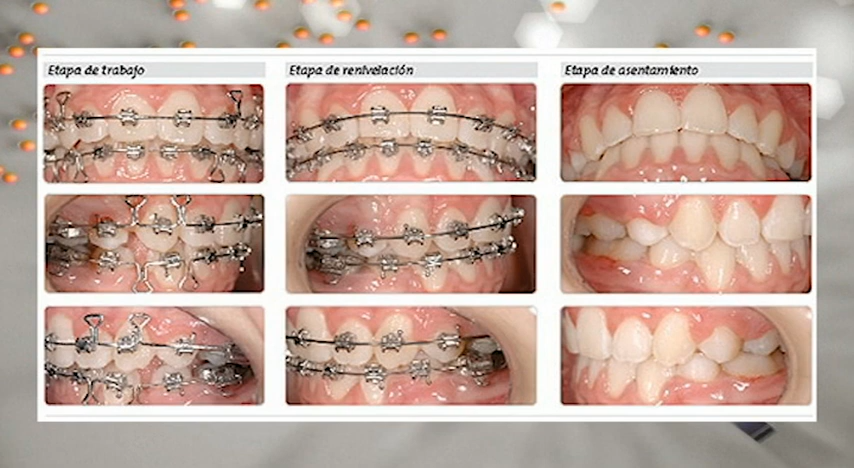 Etapa de trabajo
Etapa de renivelación
Etapa de asentamiento